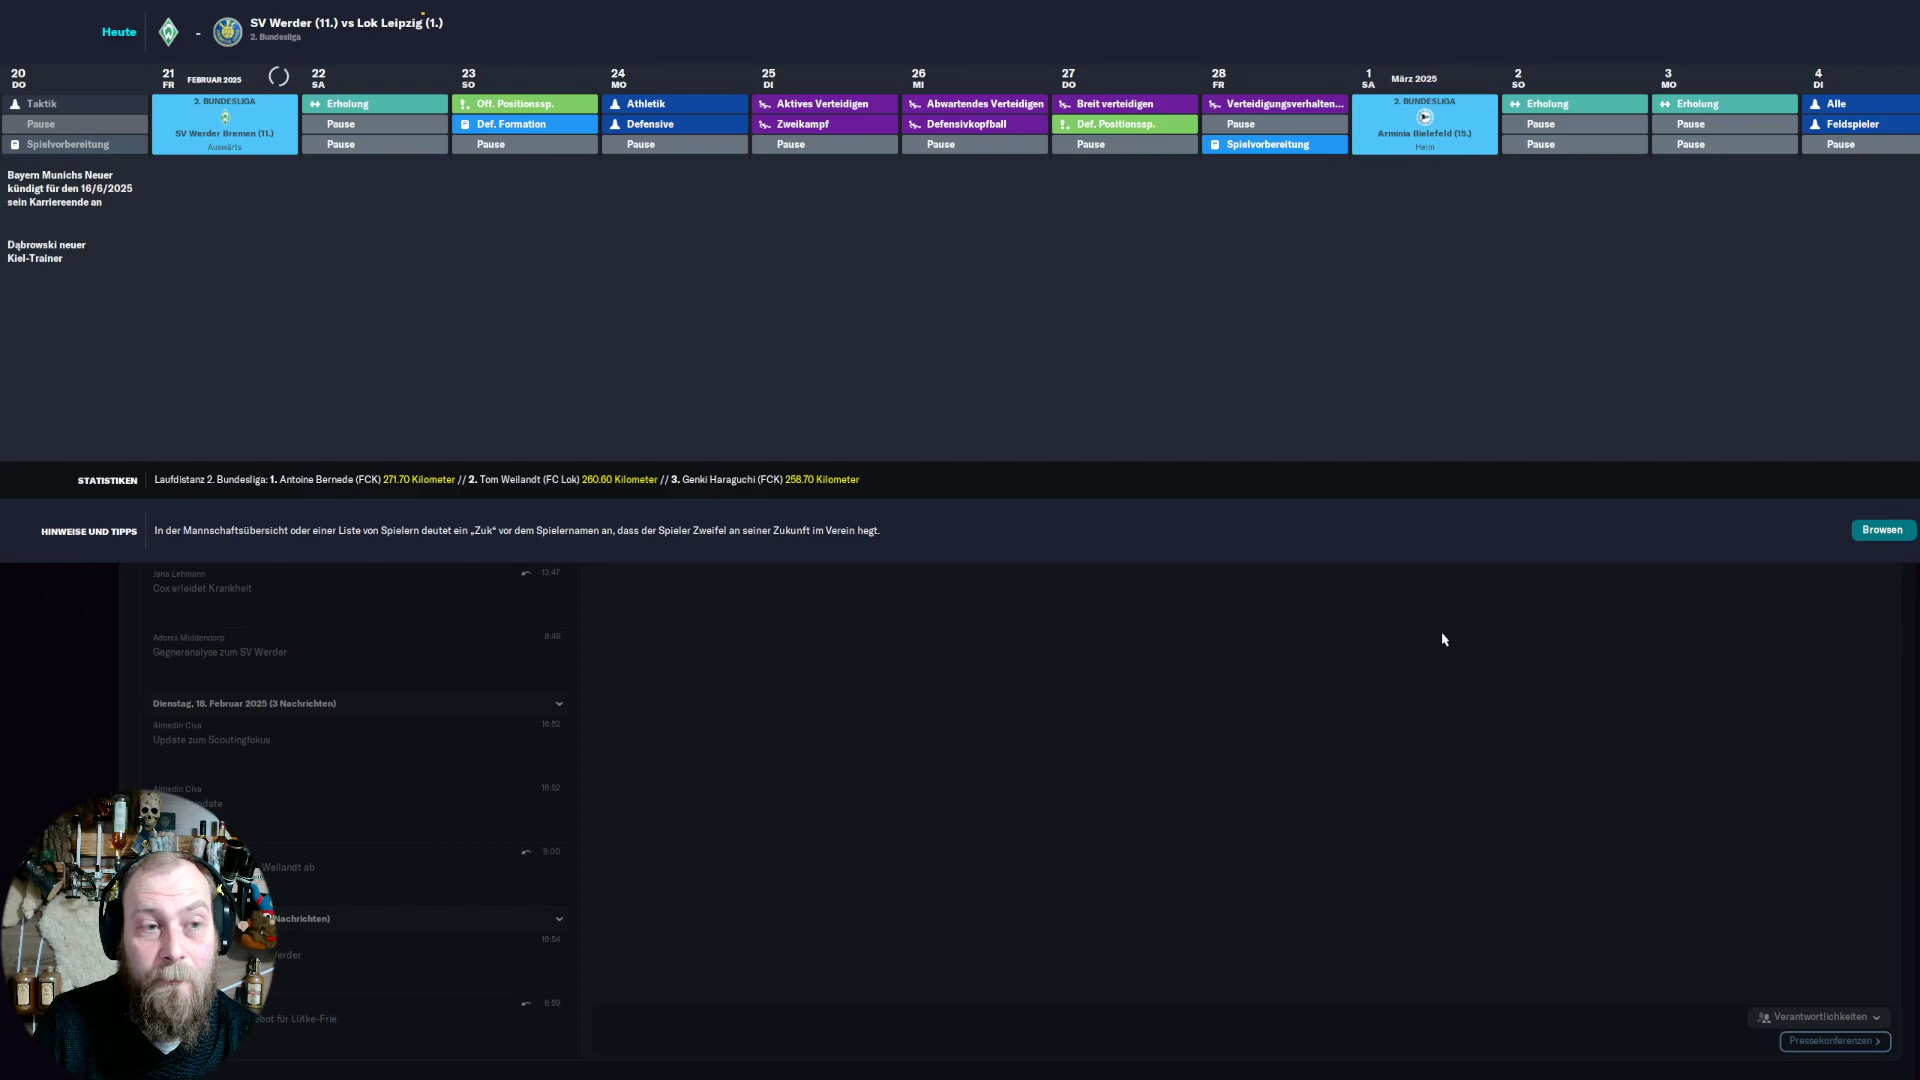 Heute
-
SV Werder (11.) vs Lok Leipzig (1.)
2. Bundesliga
20
DO
21
FR
FEBRUAR 2025
22
SA
23
SO
24
MO
25
DI
26
MI
27
DO
28
FR
1
SA
März 2025
2
SO
3
MO
4
DI
Taktik
Pause
Spielvorbereitung
2. BUNDESLIGA
SV Werder Bremen (11.)
Auswärts
Erholung
Pause
Pause
Off. Positionssp.
Def. Formation
Pause
Athletik
Defensive
Pause
Aktives Verteidigen
Zweikampf
Pause
Abwartendes Verteidigen
Defensivkopfball
Pause
Breit verteidigen
Def. Positionssp.
Pause
Verteidigungsverhalten...
Pause
Spielvorbereitung
2. BUNDESLIGA
Arminia Bielefeld (15.)
Heim
Erholung
Pause
Pause
Erholung
Pause
Pause
Alle
Feldspieler
Pause
Bayern Munichs Neuer
kündigt für den 16/6/2025
sein Karriereende an
Dąbrowski neuer
Kiel-Trainer
STATISTIKEN
Laufdistanz 2. Bundesliga: 1. Antoine Bernede (FCK) 271.70 Kilometer // 2. Tom Weilandt (FC Lok) 260.60 Kilometer // 3. Genki Haraguchi (FCK) 258.70 Kilometer
HINWEISE UND TIPPS
In der Mannschaftsübersicht oder einer Liste von Spielern deutet ein „Zuk“ vor dem Spielernamen an, dass der Spieler Zweifel an seiner Zukunft im Verein hegt.
Browsen
Jana Lehmann
13:47
Cox erleidet Krankheit
Adonis Middendorp
8:49
Gegneranalyse zum SV Werder
Dienstag, 18. Februar 2025 (3 Nachrichten)
Almedin Civa
16:52
Update zum Scoutingfokus
Almedin Civa
16:52
9:00
Weilandt ab
Nachrichten)
16:54
8:50
für Lütke-Frie
Verantwortlichkeiten
Pressekonferenzen